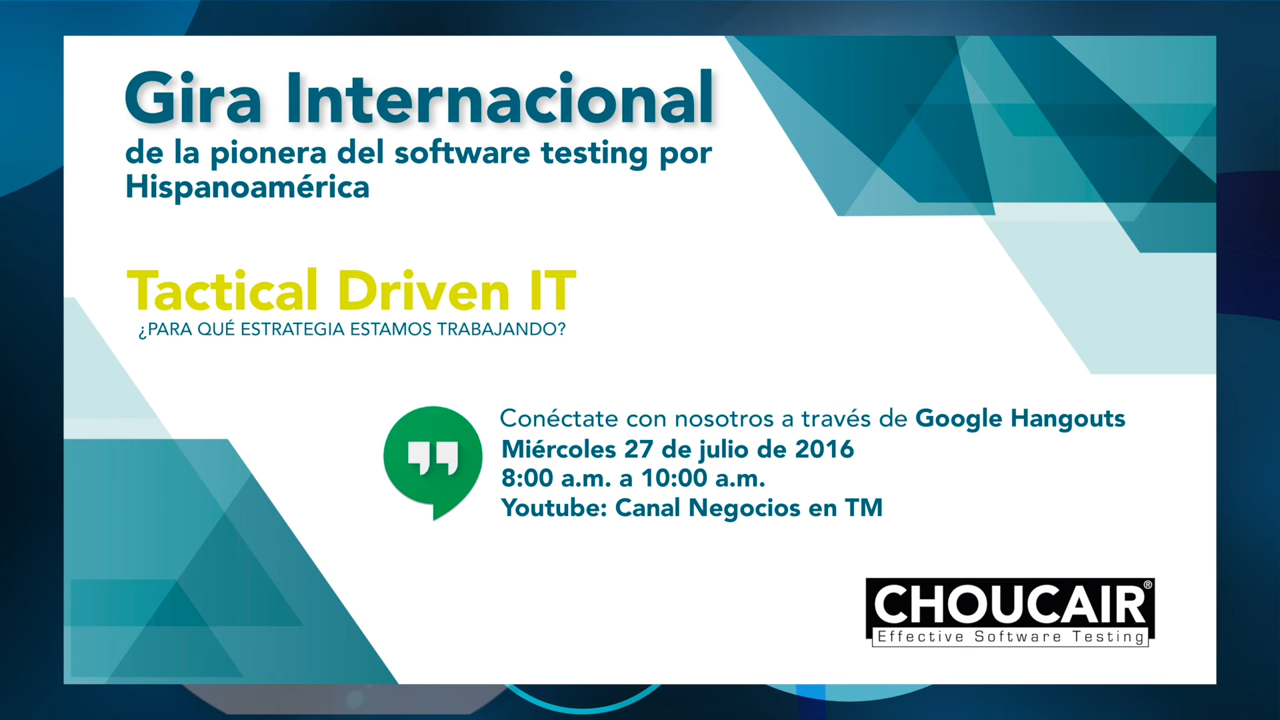 Gira Internacional
de la pionera del software testing por
Hispanoamérica
Tactical Driven IT
¿PARA QUÉ ESTRATEGIA ESTAMOS TRABAJANDO?
Conéctate con nosotros a través de Google Hangouts
Miércoles 27 de julio de 2016
8:00 a.m. a 10:00 a.m.
Youtube: Canal Negocios en TM
CHOUCAIR®
Effective Software Testing